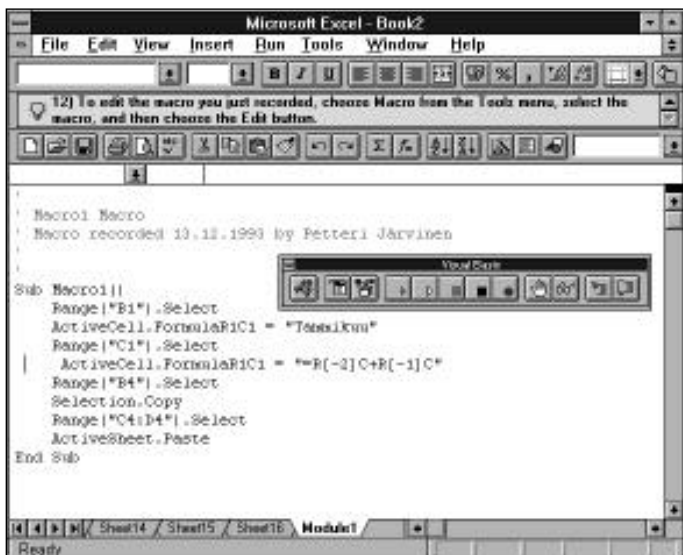 Microsoft Excel - Book2
File Edit View Insert Run Tools Window Help
B I U % ,
12) To edit the macro you just recorded, choose Macro from the Tools menu, select the
macro, and then choose the Edit button.
'
' Macro1 Macro
' Macro recorded 13.12.1993 by Petteri Järvinen
'
'
Visual Basic
Sub Macro1()
Range("B1").Select
ActiveCell.FormulaR1C1 = "Tammikuu"
Range("C1").Select
ActiveCell.FormulaR1C1 = "=R[-2]C+R[-1]C"
Range("B4").Select
Selection.Copy
Range("C4:D4").Select
ActiveSheet.Paste
End Sub
Sheet14 / Sheet15 / Sheet16 \ Module1 /
Ready